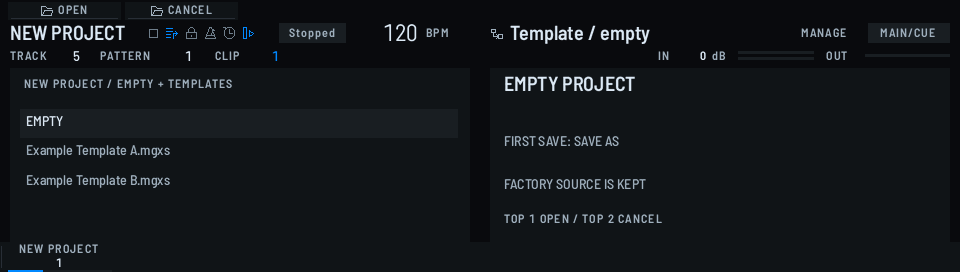 OPEN CANCEL
NEW PROJECT Stopped 120 BPM Template / empty MANAGE MAIN/CUE
TRACK 5 PATTERN 1 CLIP 1 IN 0 dB OUT
NEW PROJECT / EMPTY + TEMPLATES
EMPTY PROJECT
EMPTY
FIRST SAVE: SAVE AS
Example Template A.mgxs
Example Template B.mgxs
FACTORY SOURCE IS KEPT
TOP 1 OPEN / TOP 2 CANCEL
NEW PROJECT
1